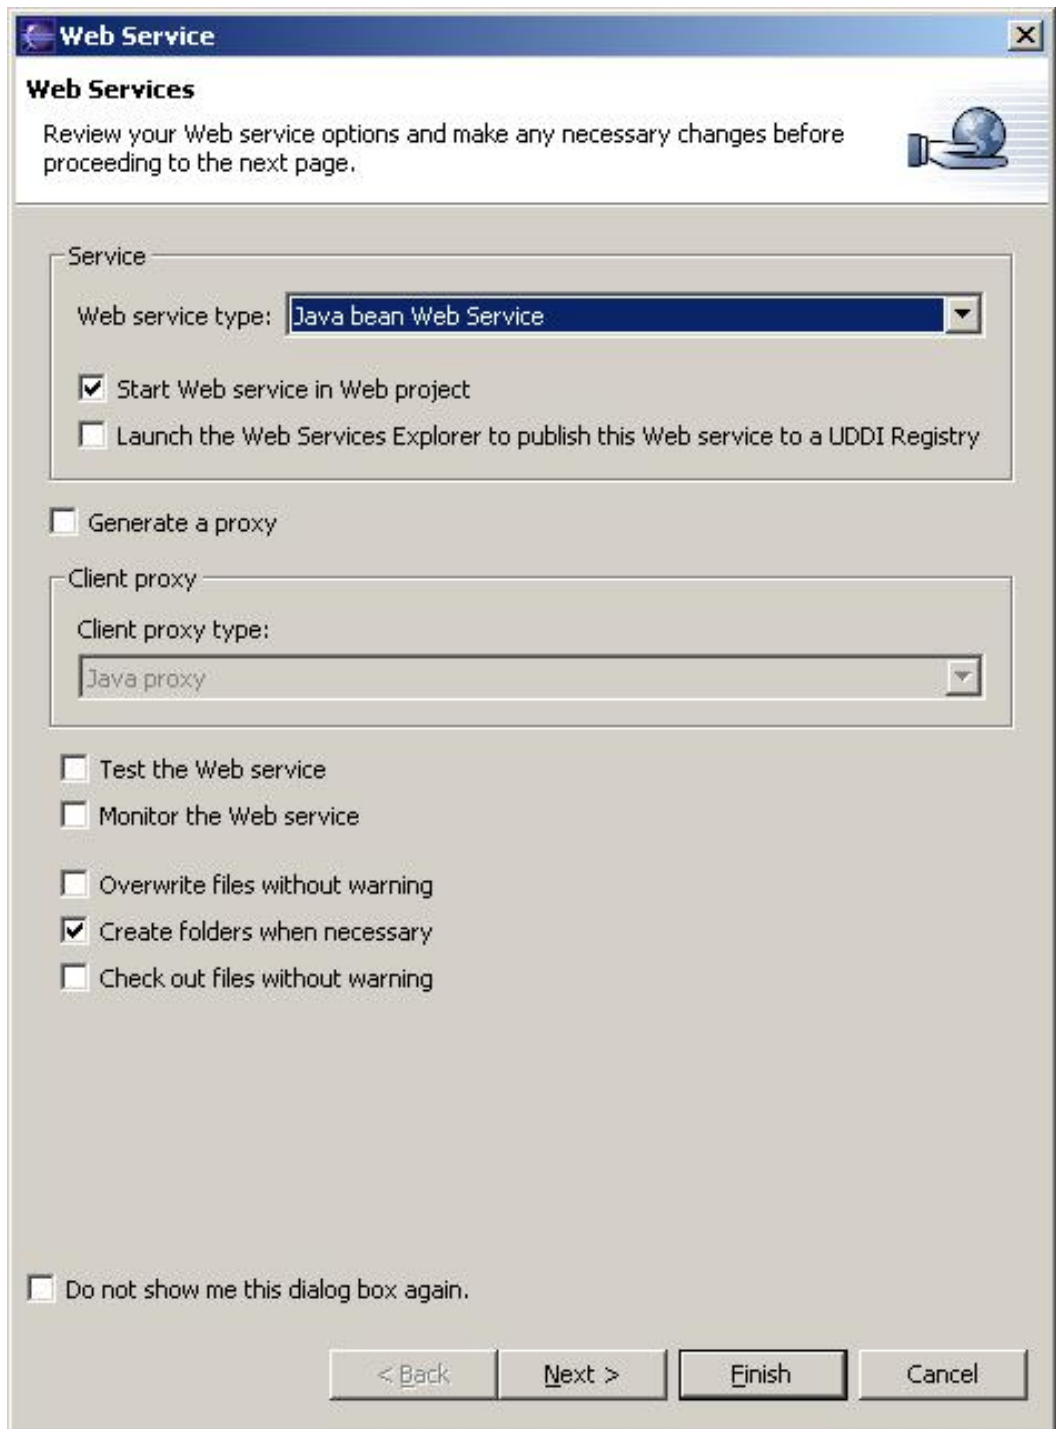 Web Service
Web Services
Review your Web service options and make any necessary changes before
proceeding to the next page.
Service
Web service type: Java bean Web Service
Start Web service in Web project
Launch the Web Services Explorer to publish this Web service to a UDDI Registry
Generate a proxy
Client proxy
Client proxy type:
Java proxy
Test the Web service
Monitor the Web service
Overwrite files without warning
Create folders when necessary
Check out files without warning
Do not show me this dialog box again.
< Back Next > Finish Cancel